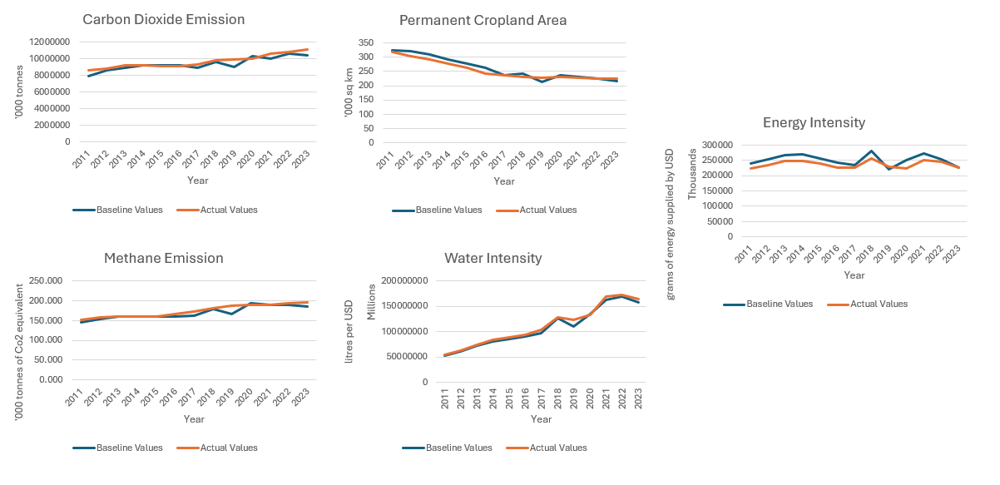 Carbon Dioxide Emission
'000 tonnes
12000000
10000000
8000000
6000000
4000000
2000000
0
2011 2012 2013 2014 2015 2016 2017 2018 2019 2020 2021 2022 2023
Year
Baseline Values Actual Values
Permanent Cropland Area
'000 sq km
350
300
250
200
150
100
50
0
2011 2012 2013 2014 2015 2016 2017 2018 2019 2020 2021 2022 2023
Year
Baseline Values Actual Values
Energy Intensity
grams of energy supplied by USD
Thousands
300000
250000
200000
150000
100000
50000
0
2011 2012 2013 2014 2015 2016 2017 2018 2019 2020 2021 2022 2023
Year
Baseline Values Actual Values
Methane Emission
'000 tonnes of Co2 equivalent
250.000
200.000
150.000
100.000
50.000
0.000
2011 2012 2013 2014 2015 2016 2017 2018 2019 2020 2021 2022 2023
Year
Baseline Values Actual Values
Water Intensity
litres per USD
Millions
200000000
150000000
100000000
50000000
0
2011 2012 2013 2014 2015 2016 2017 2018 2019 2020 2021 2022 2023
Year
Baseline Values Actual Values